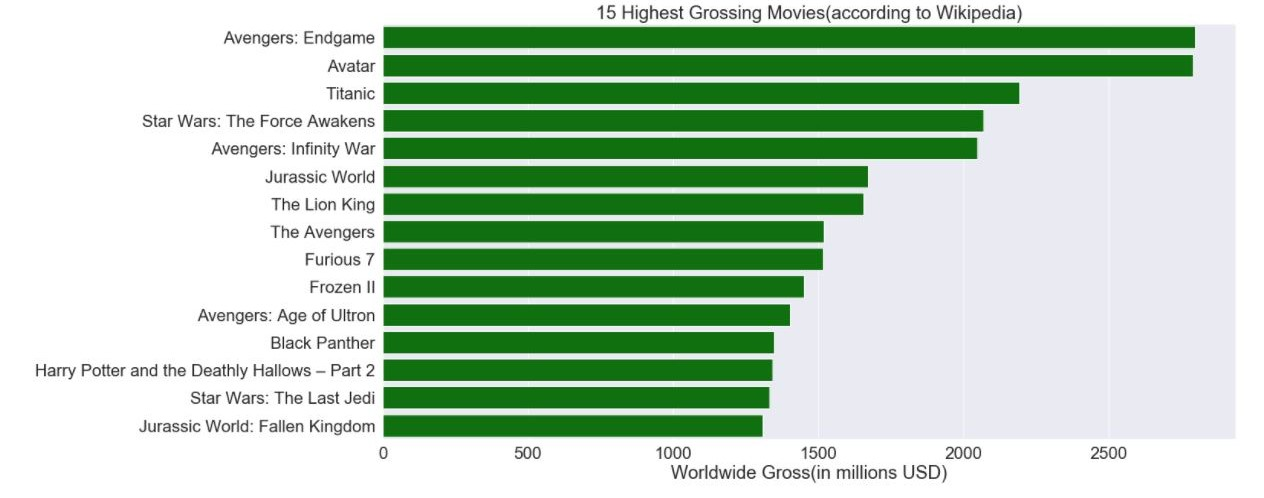 15 Highest Grossing Movies(according to Wikipedia)
Avengers: Endgame
Avatar
Titanic
Star Wars: The Force Awakens
Avengers: Infinity War
Jurassic World
The Lion King
The Avengers
Furious 7
Frozen II
Avengers: Age of Ultron
Black Panther
Harry Potter and the Deathly Hallows – Part 2
Star Wars: The Last Jedi
Jurassic World: Fallen Kingdom
0 500 1000 1500 2000 2500
Worldwide Gross(in millions USD)